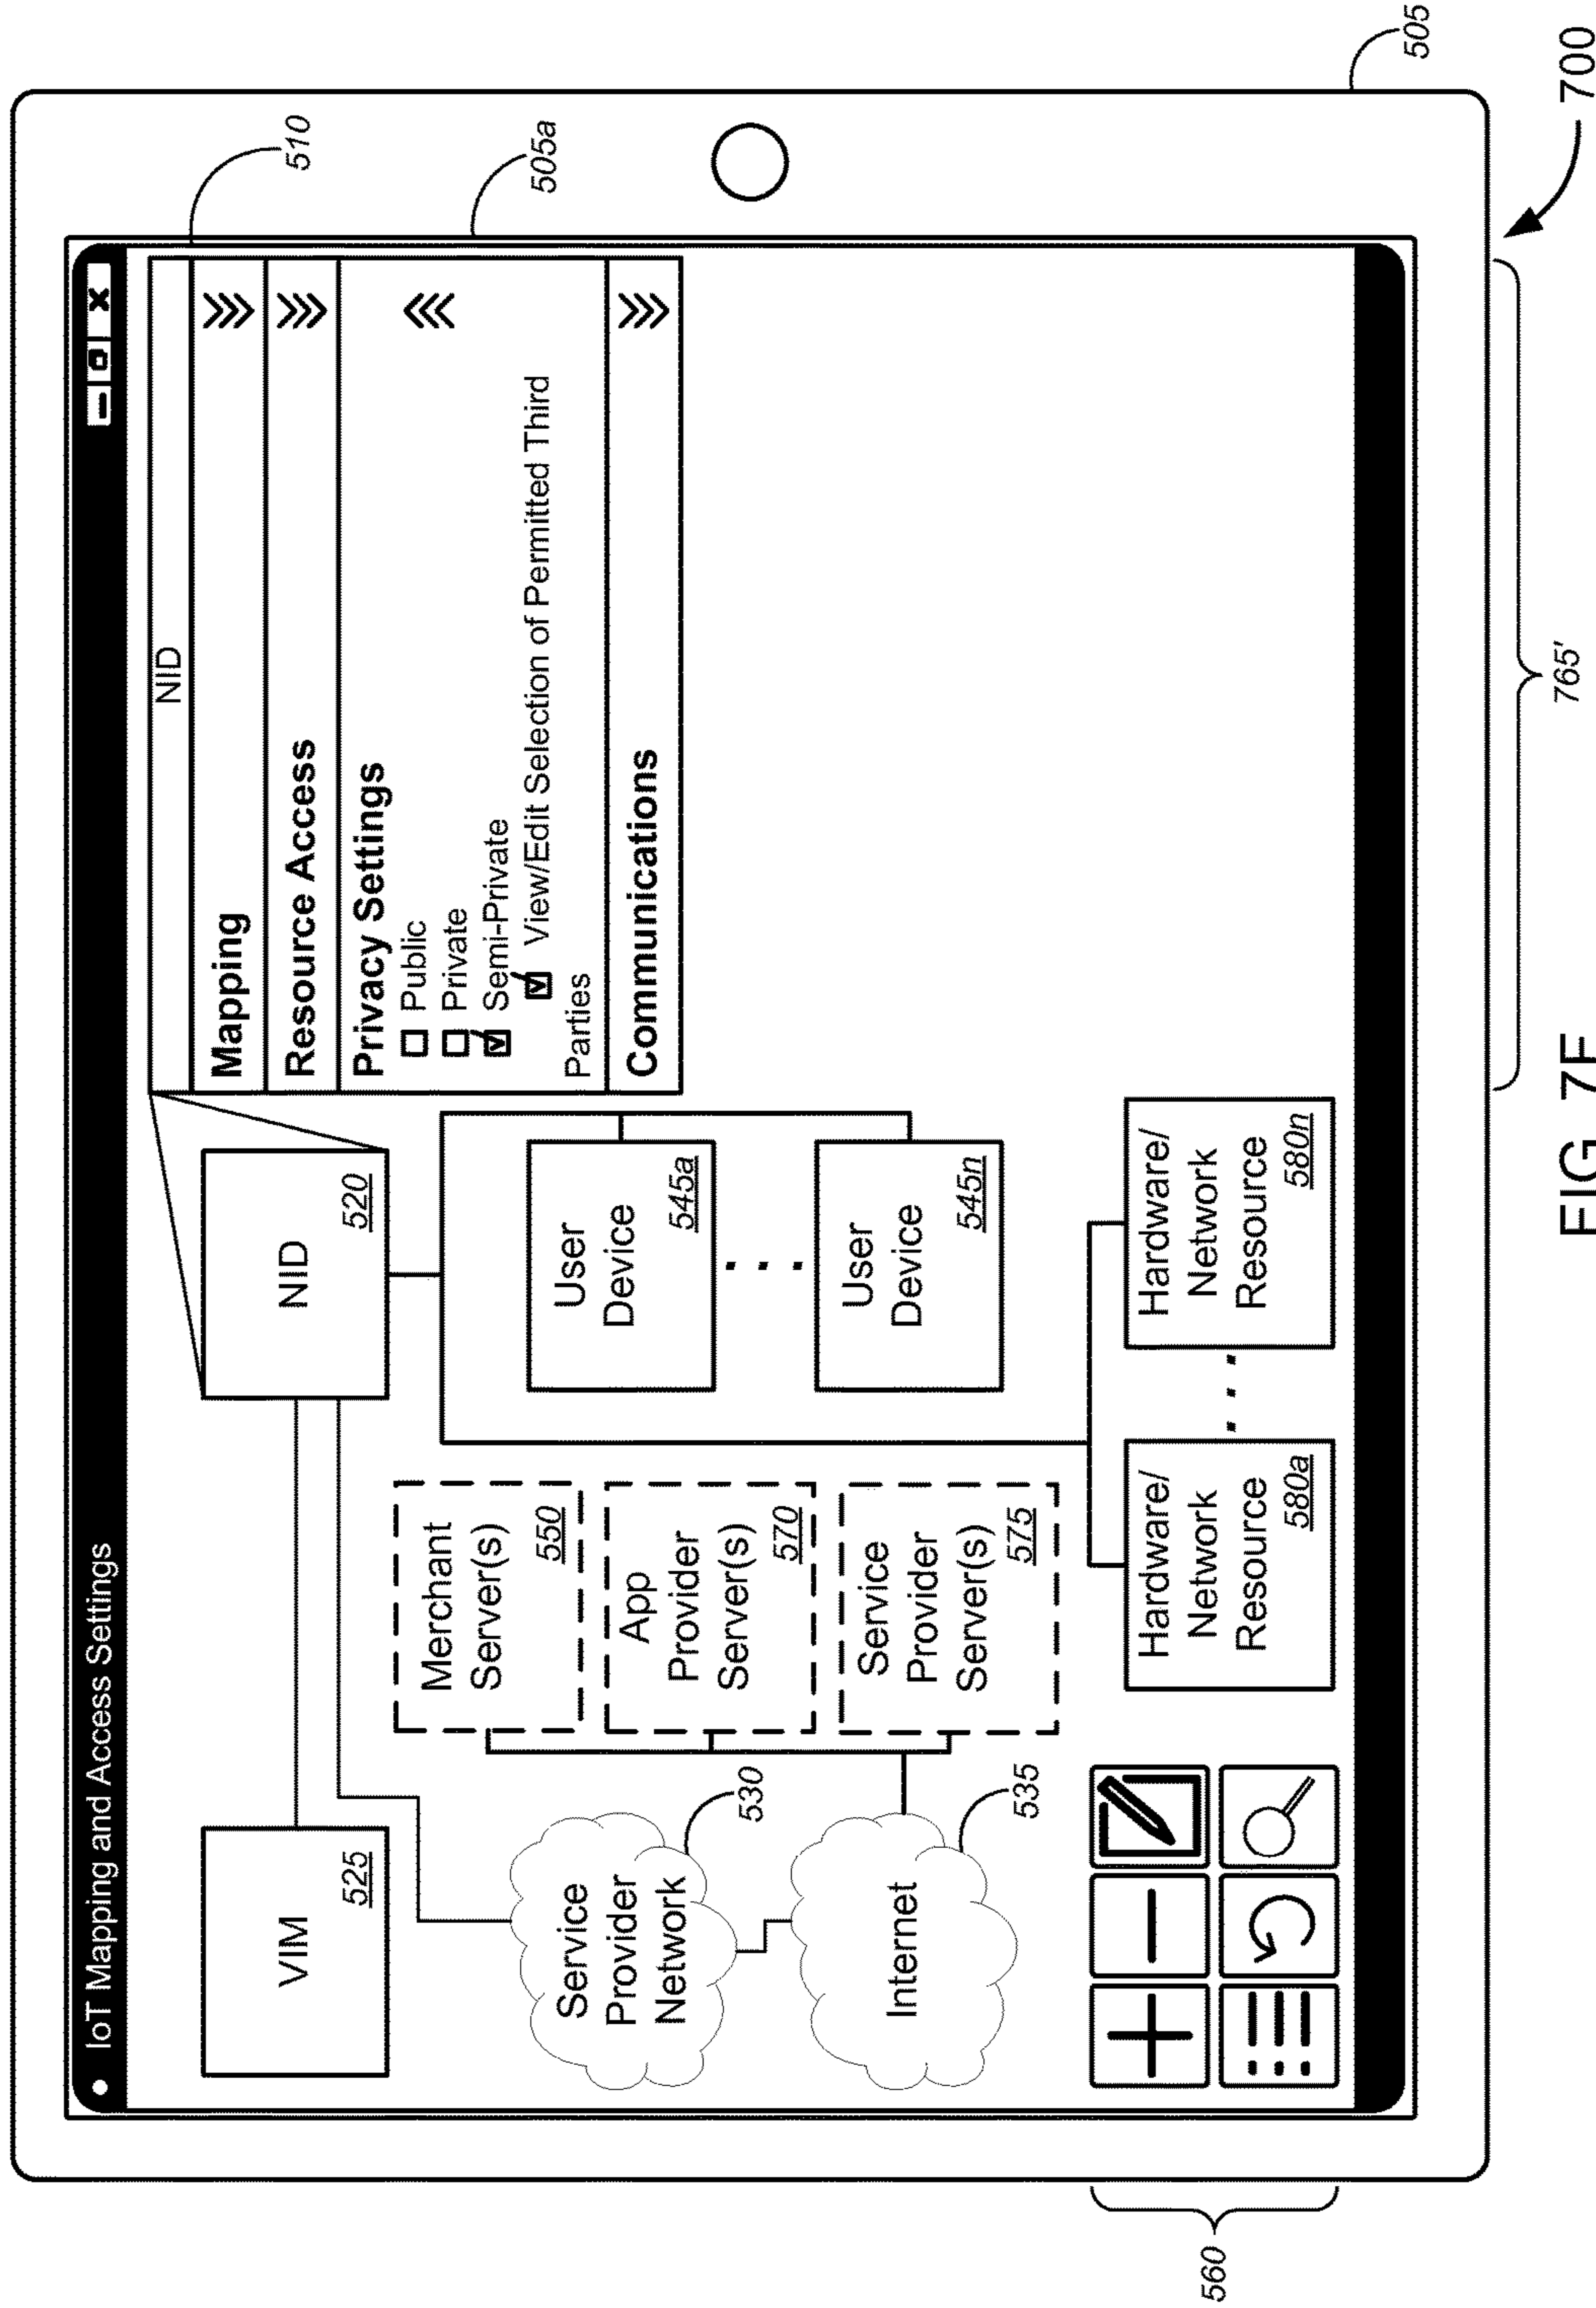 IoT Mapping and Access Settings
VIM
525
NID
520
NID
Mapping
Resource Access
Privacy Settings
Public
Private
Semi-Private
View/Edit Selection of Permitted Third
Parties
Communications
510
505a
505
Merchant
Server(s)
550
App
Provider
Server(s)
570
Service
Provider
Server(s)
575
Service
Provider
Network
530
Internet
535
User
Device
545a
User
Device
545n
Hardware/
Network
Resource
580a
Hardware/
Network
Resource
580n
560
765'
700
FIG.